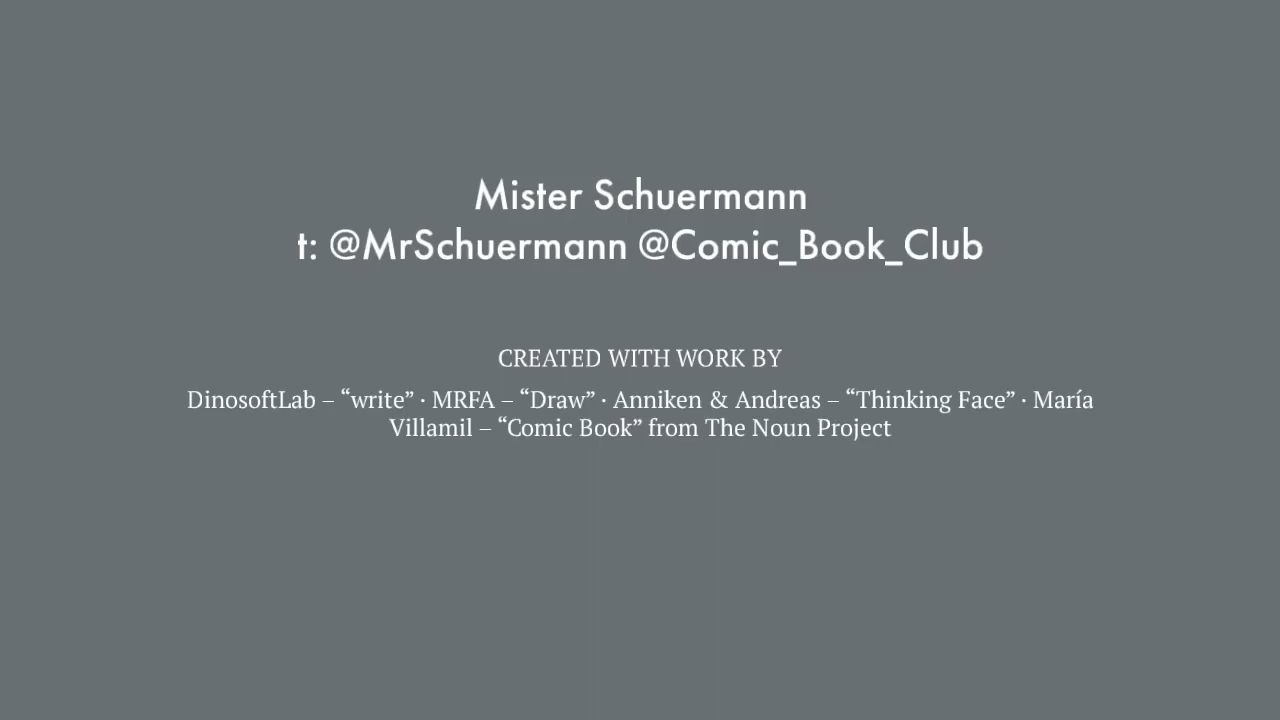 Mister Schuermann
t: @MrSchuermann @Comic_Book_Club
CREATED WITH WORK BY
DinosoftLab – “write” · MRFA – “Draw” · Anniken & Andreas – “Thinking Face” · María
Villamil – “Comic Book” from The Noun Project